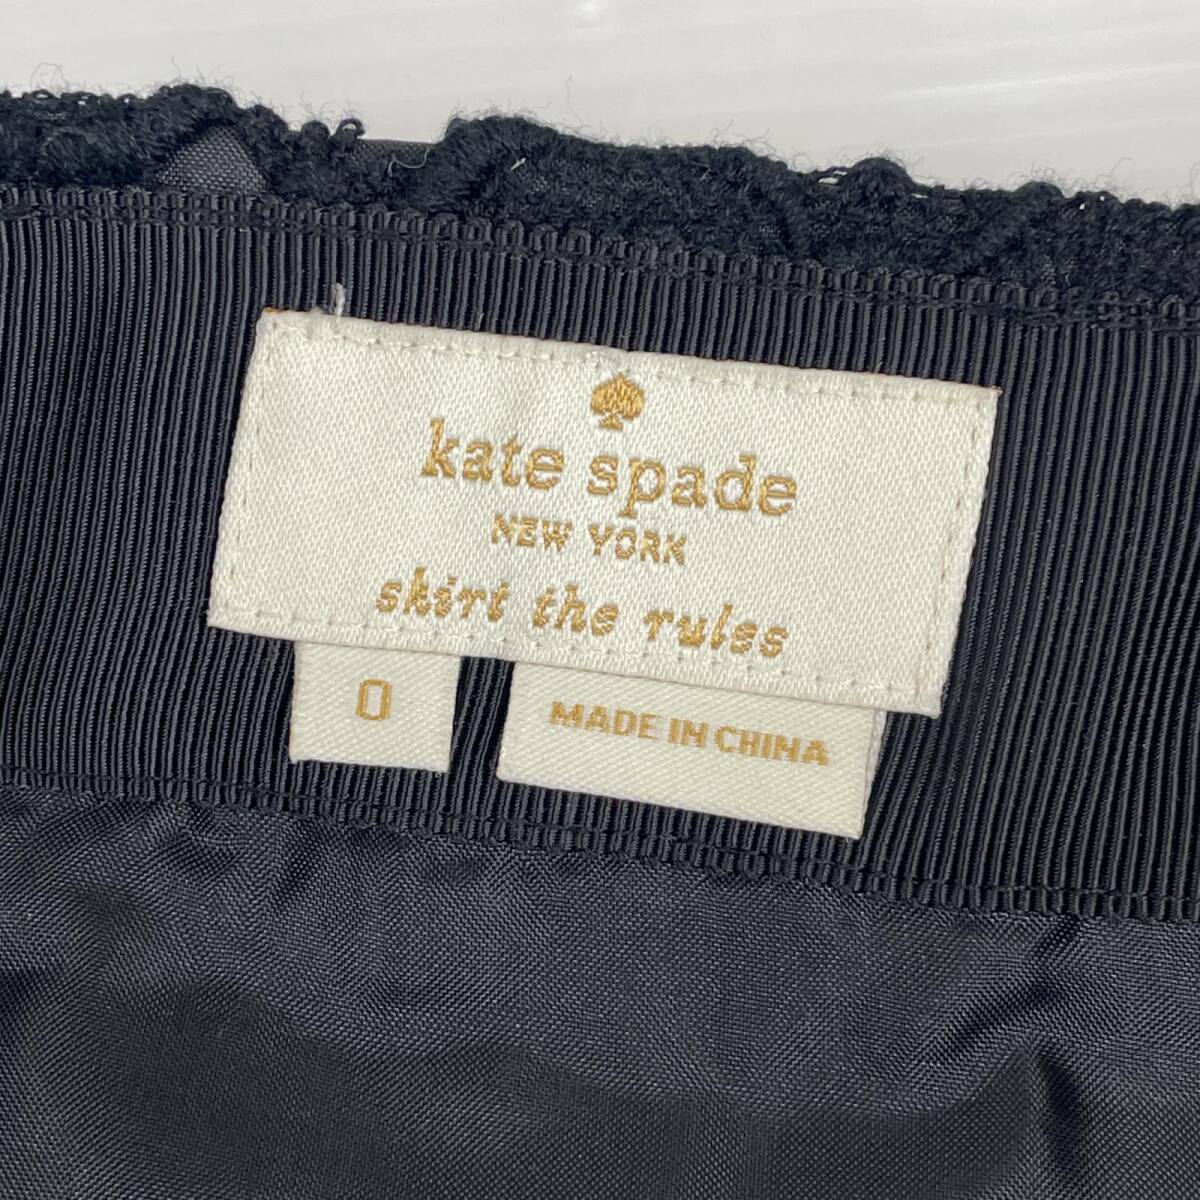 kate spade
NEW YORK
skirt the rules
0
MADE IN CHINA